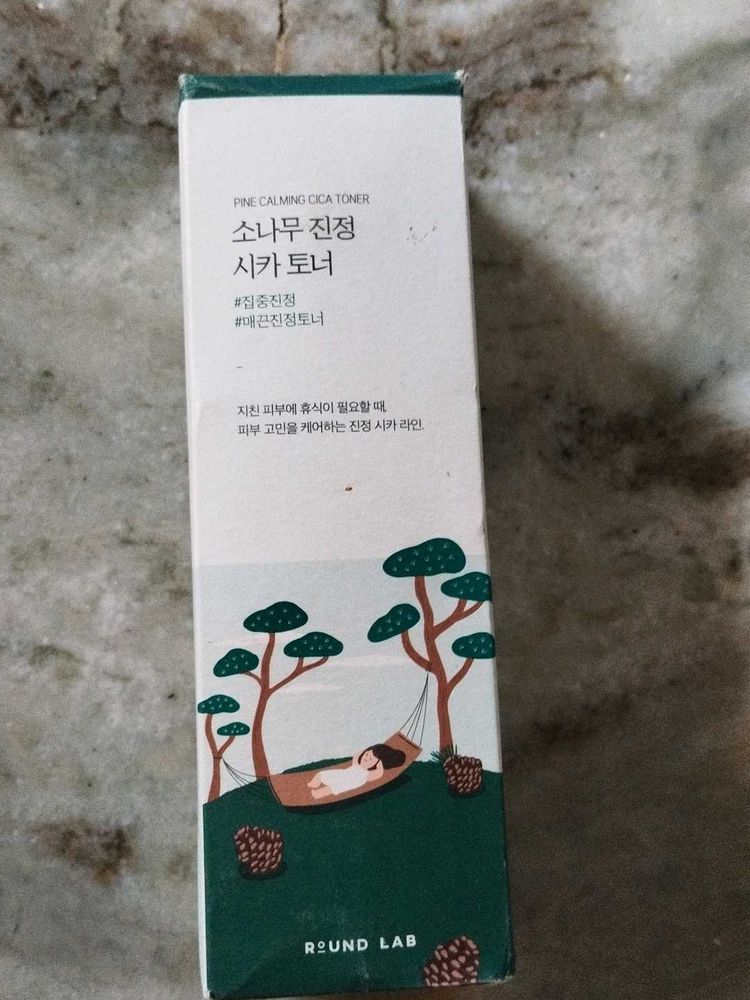 PINE CALMING CICA TONER
소나무 진정
시카 토너
#집중진정
#매끈진정토너
지친 피부에 휴식이 필요할 때,
피부 고민을 케어하는 진정 시카 라인.
ROUND LAB